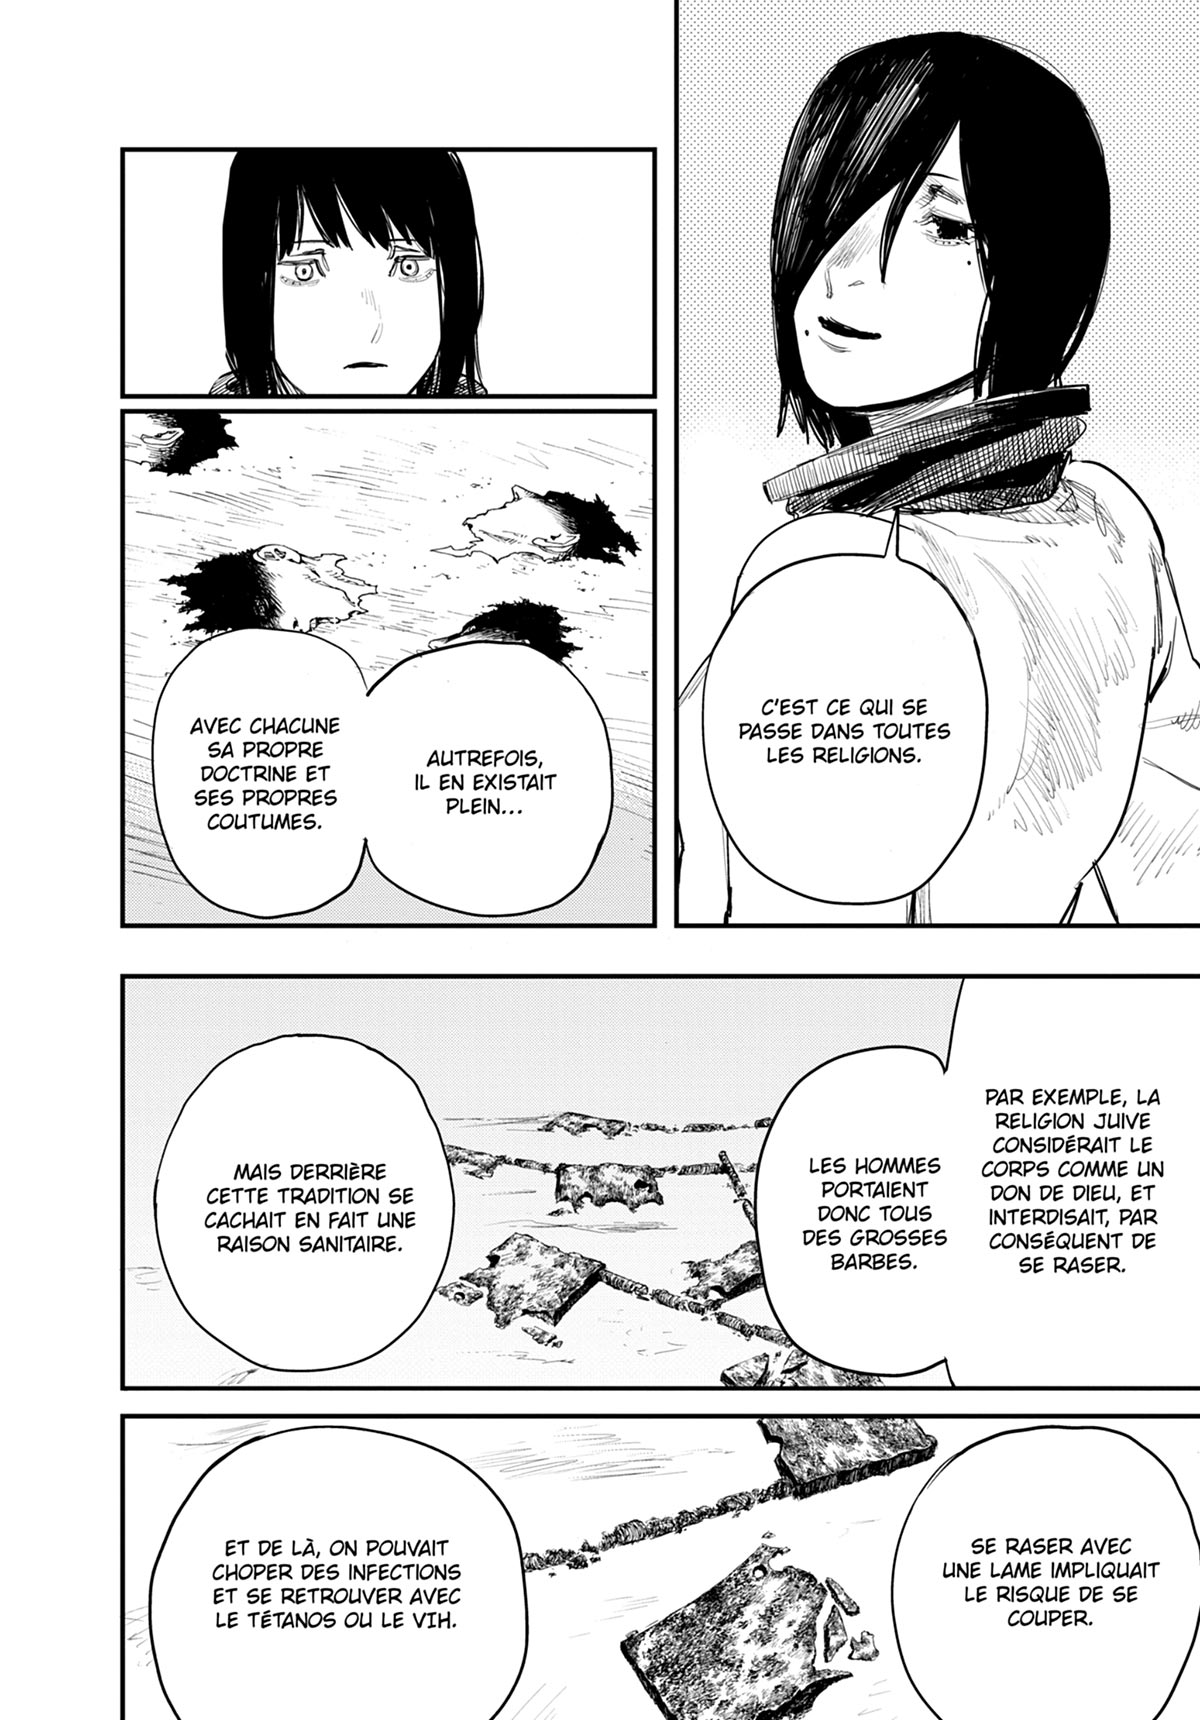 C'EST CE QUI SE
PASSE DANS TOUTES
LES RELIGIONS.
AUTREFOIS,
IL EN EXISTAIT
PLEIN...
AVEC CHACUNE
SA PROPRE
DOCTRINE ET
SES PROPRES
COUTUMES.
PAR EXEMPLE, LA
RELIGION JUIVE
CONSIDÉRAIT LE
CORPS COMME UN
DON DE DIEU, ET
INTERDISAIT, PAR
CONSÉQUENT DE
SE RASER.
LES HOMMES
PORTAIENT
DONC TOUS
DES GROSSES
BARBES.
MAIS DERRIÈRE
CETTE TRADITION SE
CACHAIT EN FAIT UNE
RAISON SANITAIRE.
SE RASER AVEC
UNE LAME IMPLIQUAIT
LE RISQUE DE SE
COUPER.
ET DE LÀ, ON POUVAIT
CHOPER DES INFECTIONS
ET SE RETROUVER AVEC
LE TÉTANOS OU LE VIH.